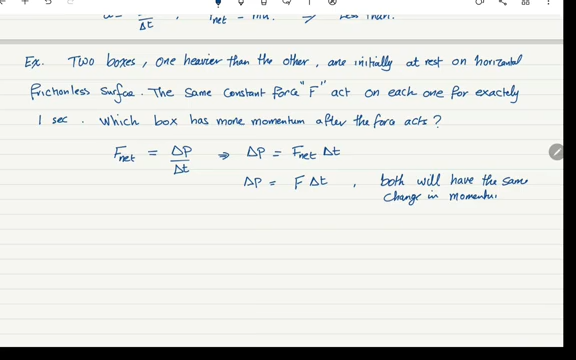 Δt
Ex. Two boxes, one heavier than the other, are initially at rest on horizontal
frictionless surface. The same constant force "F" act on each one for exactly
1 sec. Which box has more momentum after the force acts?
Fnet = ΔP/Δt ⇒ ΔP = Fnet Δt
ΔP = F Δt, both will have the same
change in momentu